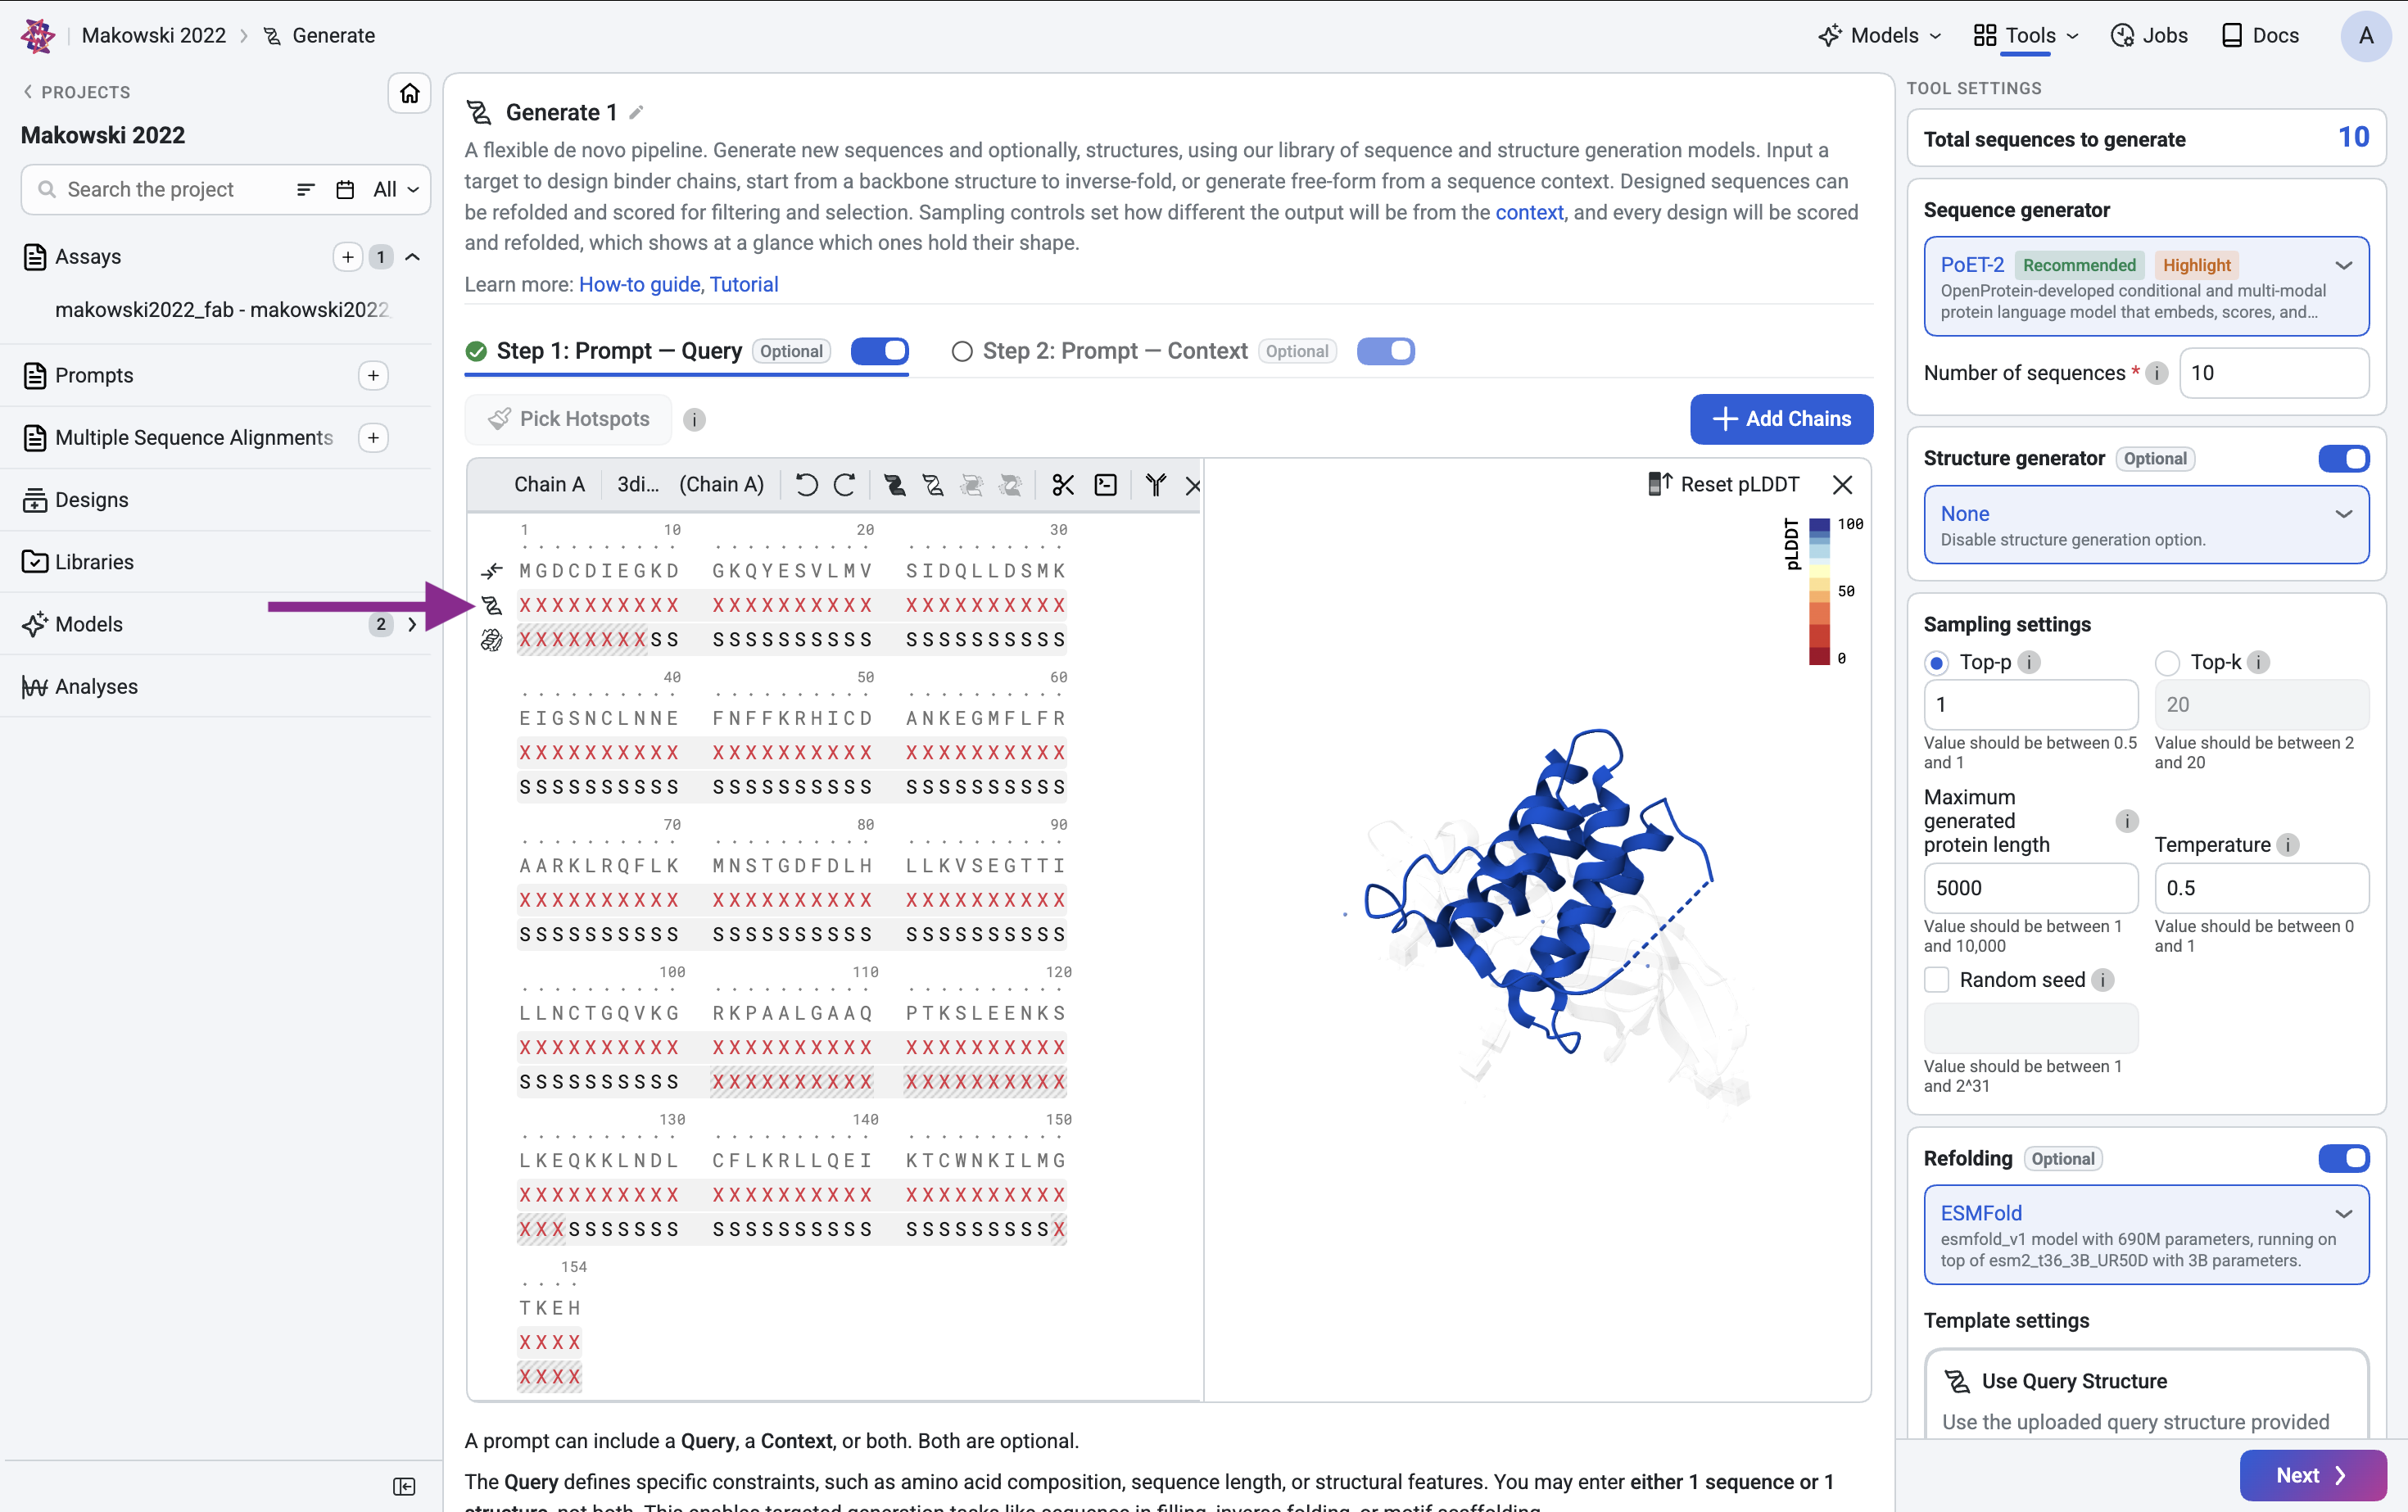 Makowski 2022 > Generate
Models
Tools
Jobs
Docs
A
PROJECTS
Makowski 2022
Search the project
All
Assays
+
1
makowski2022_fab - makowski2022
Prompts
+
Multiple Sequence Alignments
+
Designs
Libraries
Models
2
Analyses
Generate 1
A flexible de novo pipeline. Generate new sequences and optionally, structures, using our library of sequence and structure generation models. Input a
target to design binder chains, start from a backbone structure to inverse-fold, or generate free-form from a sequence context. Designed sequences can
be refolded and scored for filtering and selection. Sampling controls set how different the output will be from the context, and every design will be scored
and refolded, which shows at a glance which ones hold their shape.
Learn more: How-to guide, Tutorial
Step 1: Prompt — Query Optional
Step 2: Prompt — Context Optional
Pick Hotspots
i
+ Add Chains
Chain A
3di...
(Chain A)
1 10 20 30
MGDCDIEGKD GKQYESVLMV SIDQLLDSMK
XXXXXXXXXX XXXXXXXXXX XXXXXXXXXX
XXXXXXXXSS SSSSSSSSSS SSSSSSSSSS
40 50 60
EIGSNCLNNE FNFFKRHICD ANKEGMFLFR
XXXXXXXXXX XXXXXXXXXX XXXXXXXXXX
SSSSSSSSSS SSSSSSSSSS SSSSSSSSSS
70 80 90
AARKLRQFLK MNSTGDFDLH LLKVSEGTTI
XXXXXXXXXX XXXXXXXXXX XXXXXXXXXX
SSSSSSSSSS SSSSSSSSSS SSSSSSSSSS
100 110 120
LLNCTGQVKG RKPAALGAAQ PTKSLEENKS
XXXXXXXXXX XXXXXXXXXX XXXXXXXXXX
SSSSSSSSSS XXXXXXXXXX XXXXXXXXXX
130 140 150
LKEQKKLNDL CFLKRLLQEI KTCWNKILMG
XXXXXXXXXX XXXXXXXXXX XXXXXXXXXX
XXXSSSSSSS SSSSSSSSSS SSSSSSSSSX
154
TKEH
XXXX
XXXX
Reset pLDDT
pLDDT
100
50
0
A prompt can include a Query, a Context, or both. Both are optional.
The Query defines specific constraints, such as amino acid composition, sequence length, or structural features. You may enter either 1 sequence or 1
structure, not both. This enables targeted generation tasks like sequence in-filling, inverse folding, or motif scaffolding.
TOOL SETTINGS
Total sequences to generate 10
Sequence generator
PoET-2 Recommended Highlight
OpenProtein-developed conditional and multi-modal
protein language model that embeds, scores, and...
Number of sequences * i 10
Structure generator Optional
None
Disable structure generation option.
Sampling settings
Top-p i
1
Value should be between 0.5
and 1
Top-k i
20
Value should be between 2
and 20
Maximum
generated
protein length i
5000
Value should be between 1
and 10,000
Temperature i
0.5
Value should be between 0
and 1
Random seed i
Value should be between 1
and 2^31
Refolding Optional
ESMFold
esmfold_v1 model with 690M parameters, running on
top of esm2_t36_3B_UR50D with 3B parameters.
Template settings
Use Query Structure
Use the uploaded query structure provided
Next >